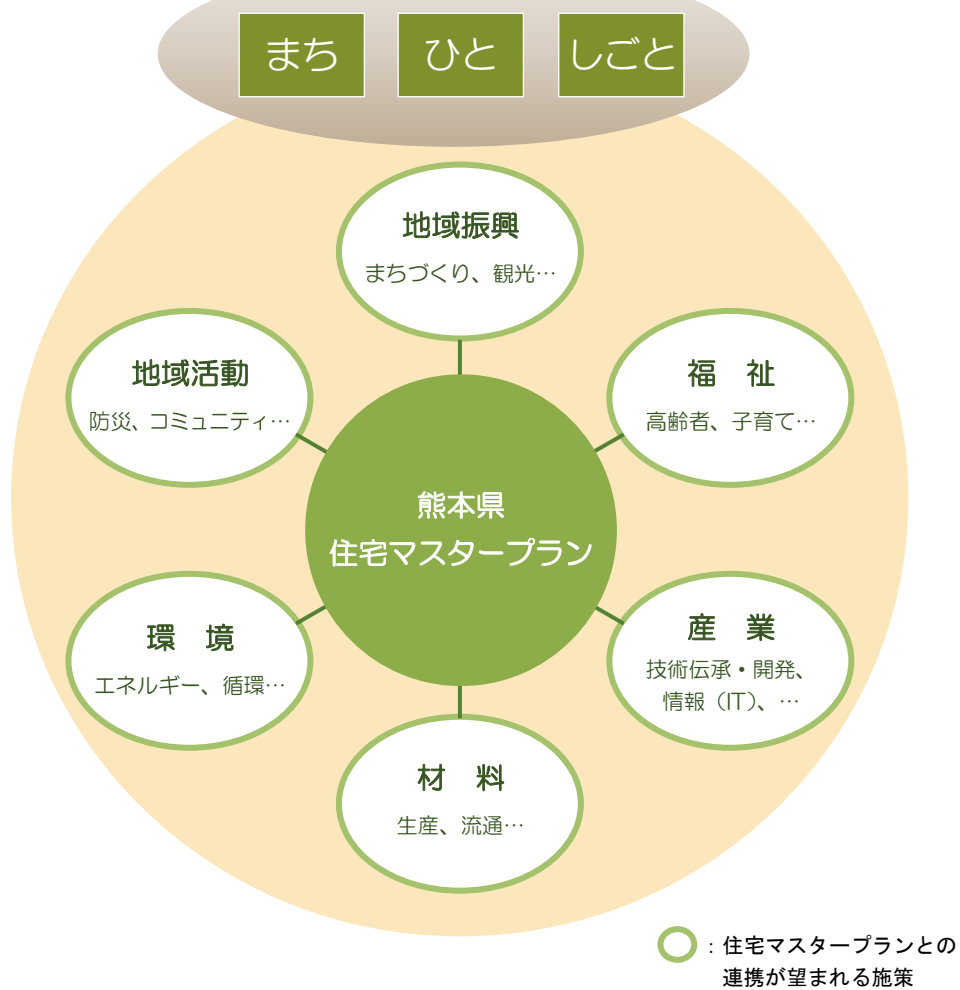 まち
ひと
しごと
地域振興
まちづくり、観光…
地域活動
防災、コミュニティ…
福　祉
高齢者、子育て…
熊本県
住宅マスタープラン
環　境
エネルギー、循環…
産　業
技術伝承・開発、
情報（IT）、…
材　料
生産、流通…
：住宅マスタープランとの
連携が望まれる施策